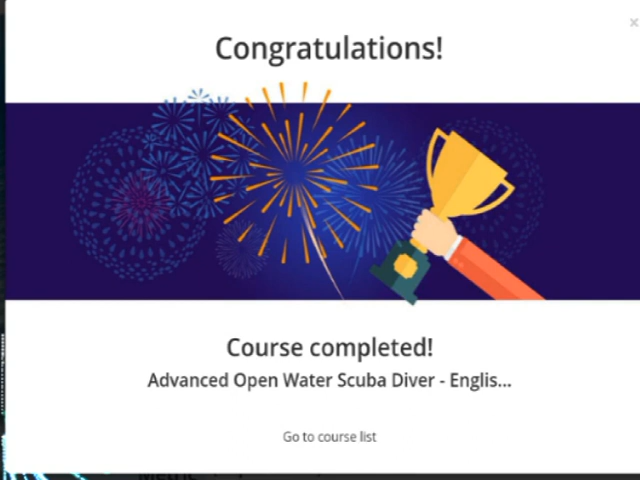 Congratulations!
Course completed!
Advanced Open Water Scuba Diver - Englis...
Go to course list